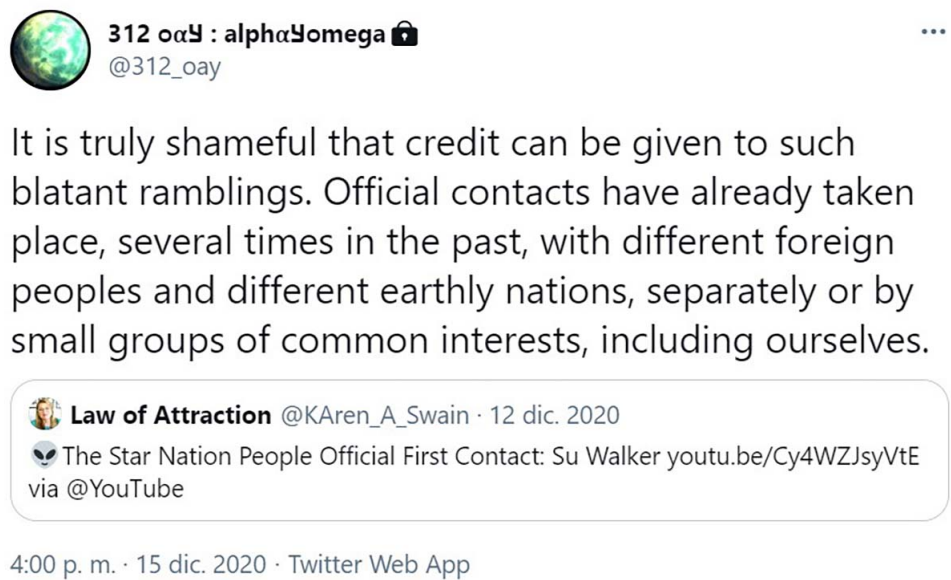 312 oαY : alphαYomega
@312_oay
It is truly shameful that credit can be given to such
blatant ramblings. Official contacts have already taken
place, several times in the past, with different foreign
peoples and different earthly nations, separately or by
small groups of common interests, including ourselves.
Law of Attraction @KAren_A_Swain · 12 dic. 2020
👽The Star Nation People Official First Contact: Su Walker youtu.be/Cy4WZJsyVtE
via @YouTube
4:00 p. m. · 15 dic. 2020 · Twitter Web App